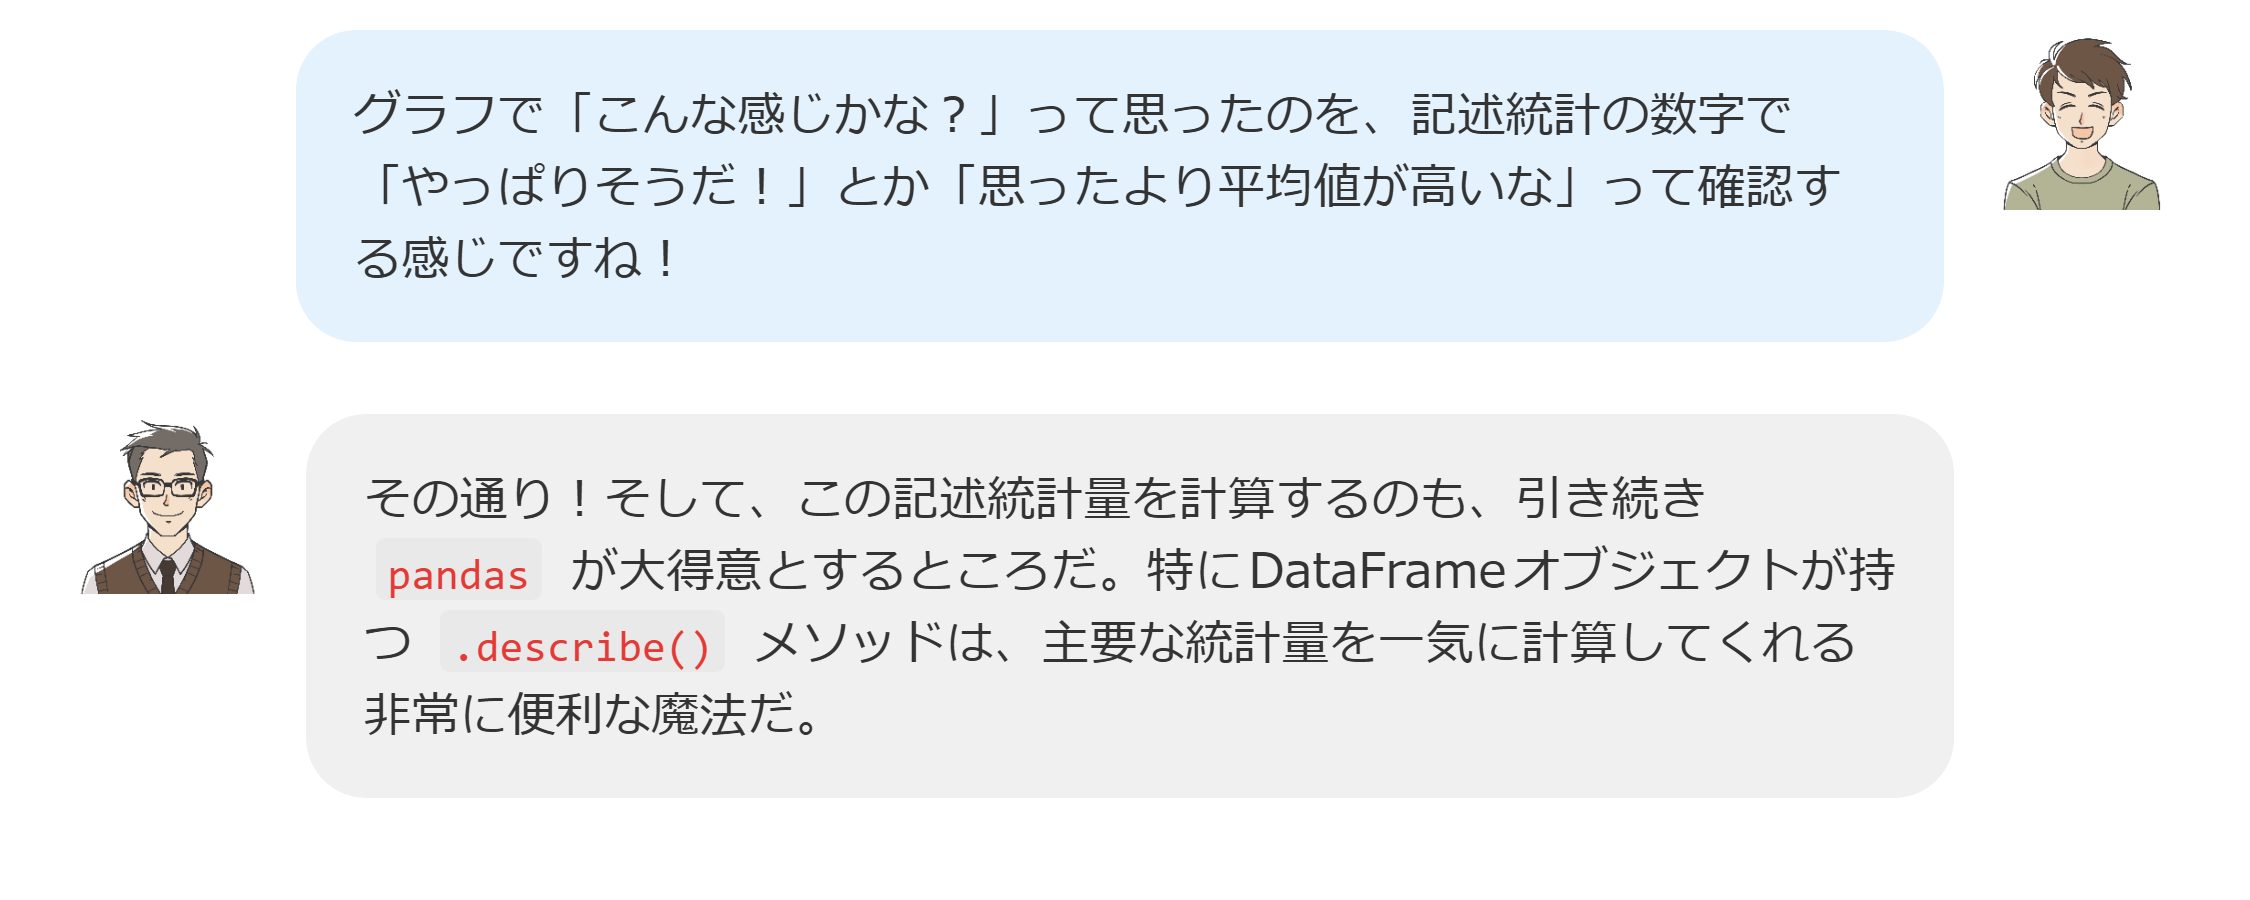 グラフで「こんな感じかな？」って思ったのを、記述統計の数字で
「やっぱりそうだ！」とか「思ったより平均値が高いな」って確認す
る感じですね！
その通り！そして、この記述統計量を計算するのも、引き続き
pandas が大得意とするところだ。特にDataFrameオブジェクトが持
つ .describe() メソッドは、主要な統計量を一気に計算してくれる
非常に便利な魔法だ。